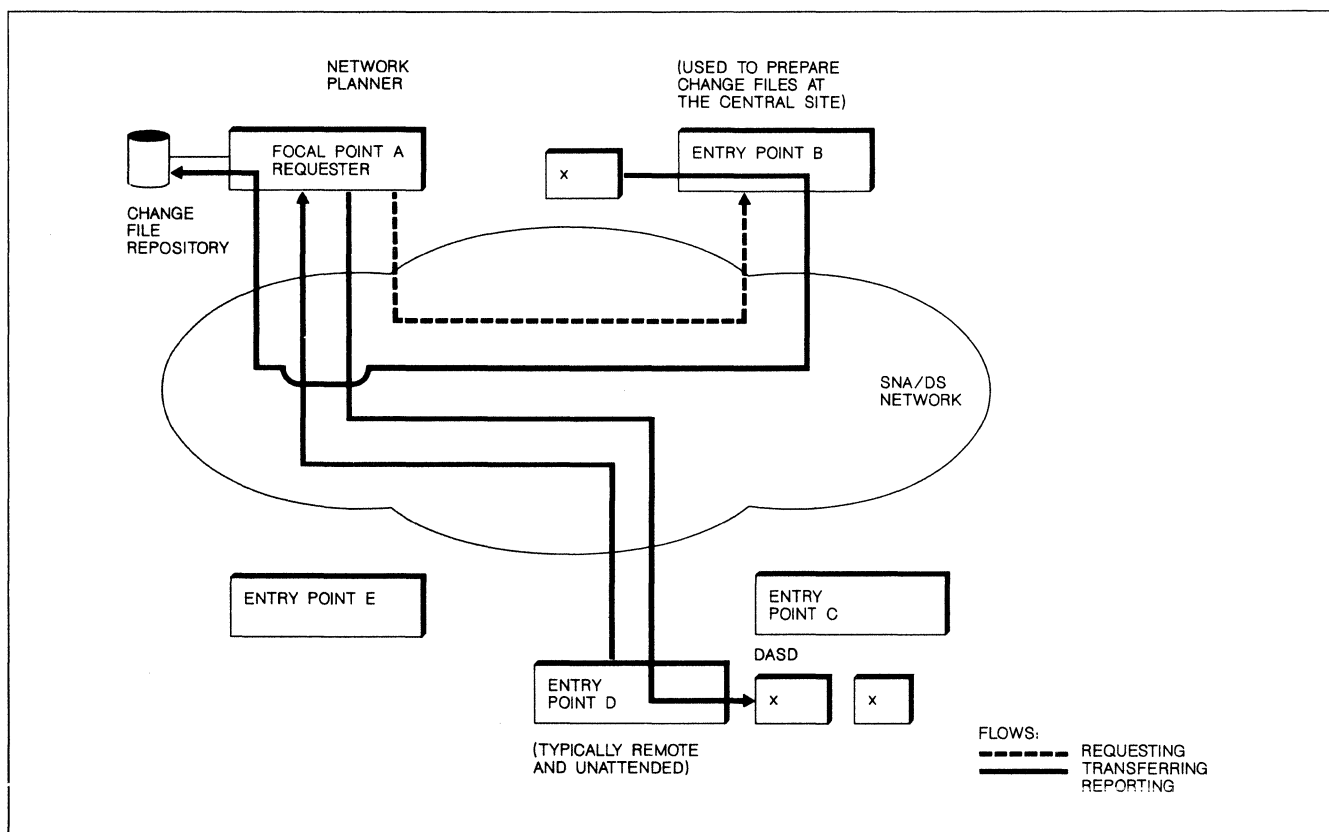 NETWORK
PLANNER
(USED TO PREPARE
CHANGE FILES AT
THE CENTRAL SITE)
FOCAL POINT A
REQUESTER
x
ENTRY POINT B
CHANGE
FILE
REPOSITORY
SNA/DS
NETWORK
ENTRY POINT E
ENTRY
POINT C
DASD
ENTRY
POINT D
x
x
(TYPICALLY REMOTE
AND UNATTENDED)
FLOWS:
REQUESTING
TRANSFERRING
REPORTING